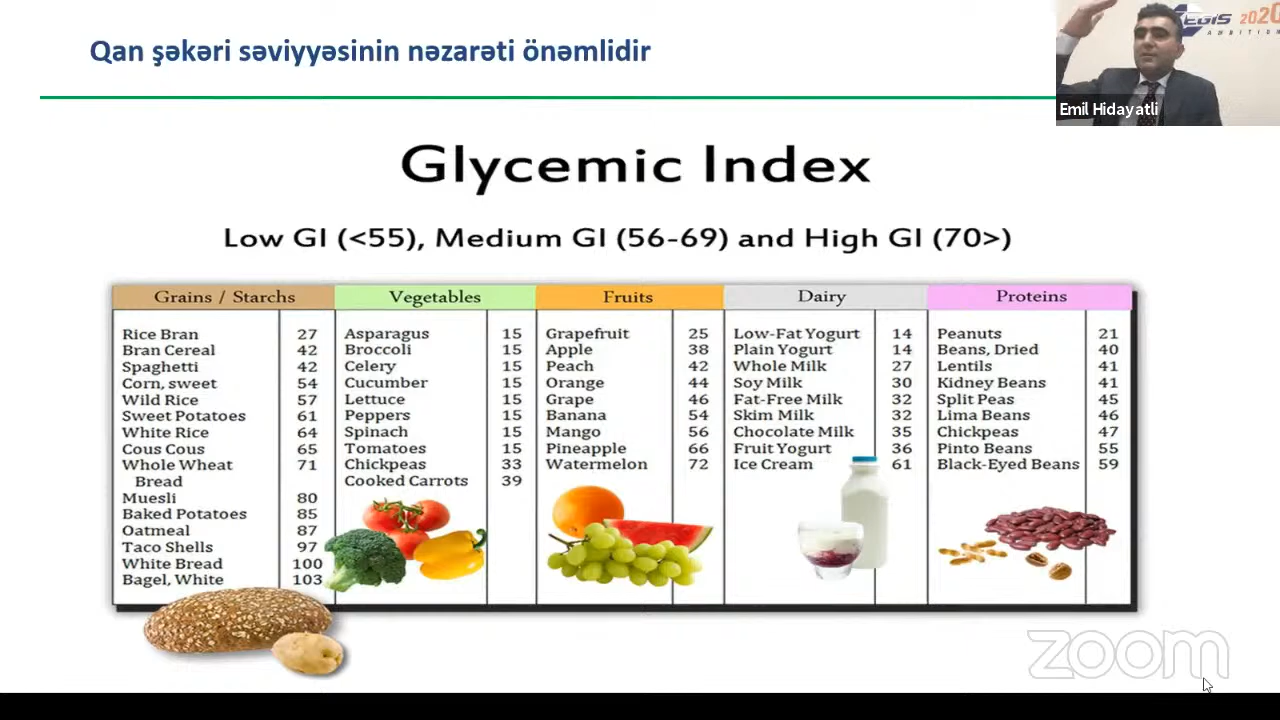 Qan şəkəri səviyyəsinin nəzarəti önəmlidir
EGIS 2020
AMBITION
Emil Hidayatli
Glycemic Index
Low GI (<55), Medium GI (56-69) and High GI (70>)
Grains / Starchs
Rice Bran 27
Bran Cereal 42
Spaghetti 42
Corn, sweet 54
Wild Rice 57
Sweet Potatoes 61
White Rice 64
Cous Cous 65
Whole Wheat 71
Bread
Muesli 80
Baked Potatoes 85
Oatmeal 87
Taco Shells 97
White Bread 100
Bagel, White 103
Vegetables
Asparagus 15
Broccoli 15
Celery 15
Cucumber 15
Lettuce 15
Peppers 15
Spinach 15
Tomatoes 15
Chickpeas 33
Cooked Carrots 39
Fruits
Grapefruit 25
Apple 38
Peach 42
Orange 44
Grape 46
Banana 54
Mango 56
Pineapple 66
Watermelon 72
Dairy
Low-Fat Yogurt 14
Plain Yogurt 14
Whole Milk 27
Soy Milk 30
Fat-Free Milk 32
Skim Milk 32
Chocolate Milk 35
Fruit Yogurt 36
Ice Cream 61
Proteins
Peanuts 21
Beans, Dried 40
Lentils 41
Kidney Beans 41
Split Peas 45
Lima Beans 46
Chickpeas 47
Pinto Beans 55
Black-Eyed Beans 59
zoom